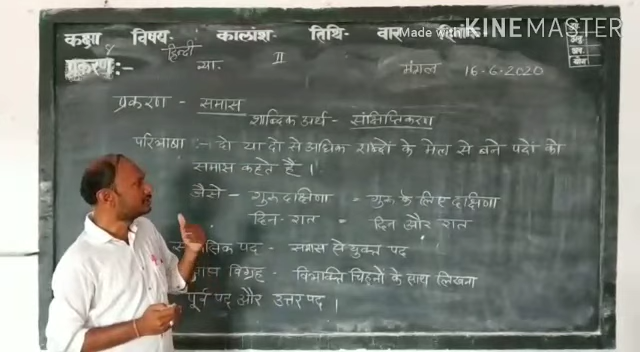 Made with KINEMASTER
कक्षा विषय- कालांश तिथि- वार दिनांक-
हिन्दी व्या. II मंगल 16-6-2020
प्रकरण :-
प्रकरण - समास
शाब्दिक अर्थ - संक्षिप्तिकरण
परिभाषा :- दो या दो से अधिक शब्दों के मेल से बने पदों को
समास कहते है ।
जैसे - गुरुदक्षिणा = गुरु के लिए दक्षिणा
दिन-रात = दिन और रात
पद - समास से युक्त पद
विग्रह - विभक्ति चिह्नों के साथ लिखना
पूर्व पद और उत्तर पद ।